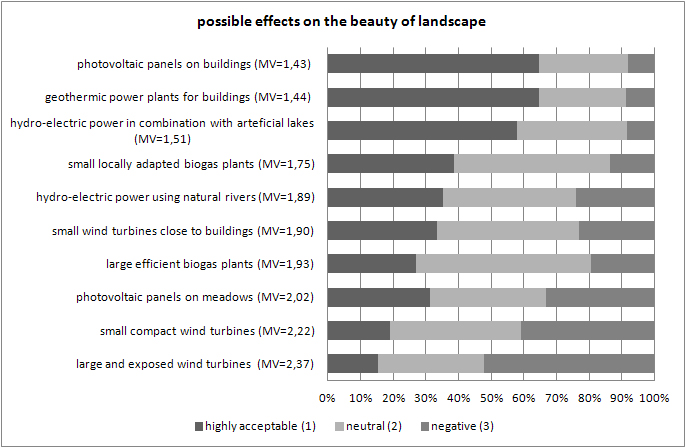 possible effects on the beauty of landscape
photovoltaic panels on buildings (MV=1,43)
geothermic power plants for buildings (MV=1,44)
hydro-electric power in combination with arteficial lakes
(MV=1,51)
small locally adapted biogas plants (MV=1,75)
hydro-electric power using natural rivers (MV=1,89)
small wind turbines close to buildings (MV=1,90)
large efficient biogas plants (MV=1,93)
photovoltaic panels on meadows (MV=2,02)
small compact wind turbines (MV=2,22)
large and exposed wind turbines (MV=2,37)
0% 10% 20% 30% 40% 50% 60% 70% 80% 90% 100%
highly acceptable (1) neutral (2) negative (3)